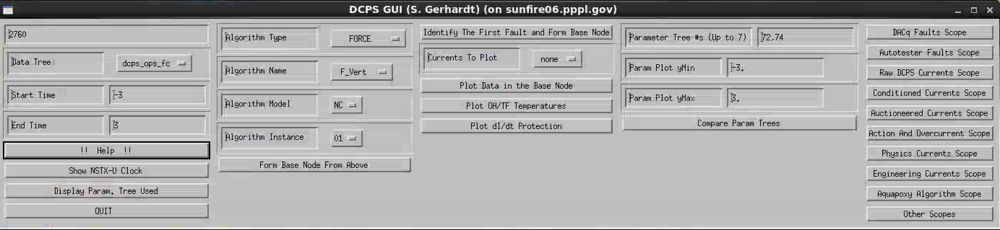 DCPS GUI (S. Gerhardt) (on sunfire06.pppl.gov)
2760
Data Tree dcps_ops_fc
Start Time -3
End Time 3
!! Help !!
Show NSTX-U Clock
Display Param. Tree Used
QUIT
Algorithm Type FORCE
Algorithm Name F_Vert
Algorithm Model NC
Algorithm Instance 01
Form Base Node From Above
Identify The First Fault and Form Base Node
Currents To Plot none
Plot Data in the Base Node
Plot OH/TF Temperatures
Plot dI/dt Protection
Parameter Tree #s (Up to 7) 72,74
Param Plot yMin -3.
Param Plot yMax 3.
Compare Param Trees
DACq Faults Scope
Autotester Faults Scope
Raw DCPS Currents Scope
Conditioned Currents Scope
Auctioneered Currents Scope
Action And Overcurrent Scope
Physics Currents Scope
Engineering Currents Scope
Aquapoxy Algorithm Scope
Other Scopes